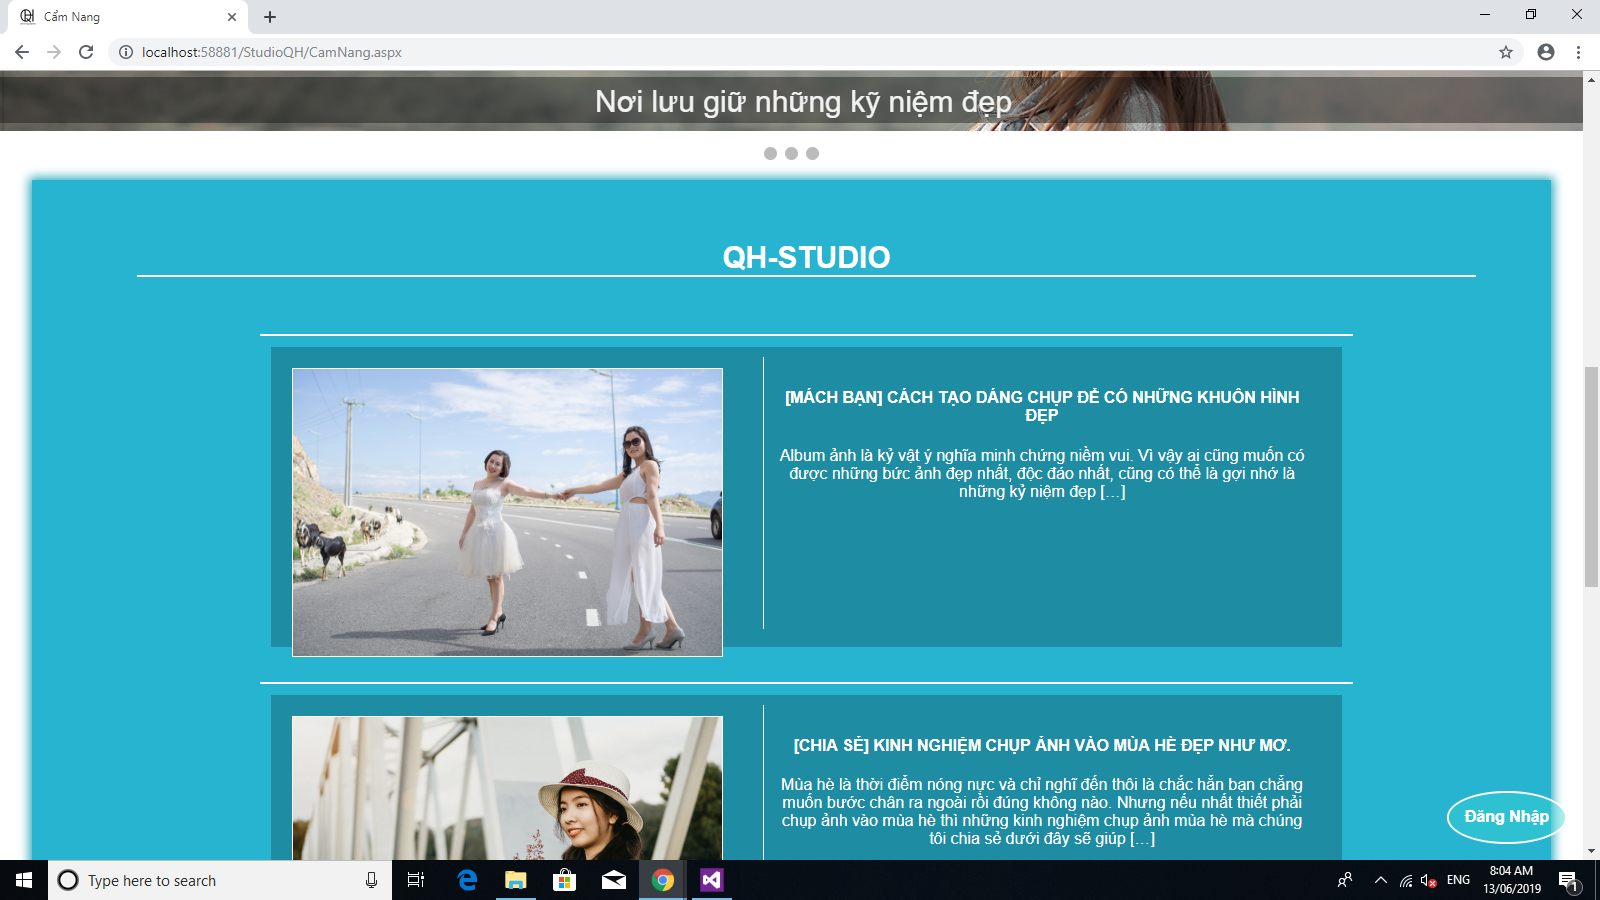 Cẩm Nang
localhost:58881/StudioQH/CamNang.aspx
Nơi lưu giữ những kỹ niệm đẹp
QH-STUDIO
[MÁCH BẠN] CÁCH TẠO DÁNG CHỤP ĐỂ CÓ NHỮNG KHUÔN HÌNH
ĐẸP
Album ảnh là kỷ vật ý nghĩa minh chứng niềm vui. Vì vậy ai cũng muốn có
được những bức ảnh đẹp nhất, độc đáo nhất, cũng có thể là gợi nhớ là
những kỷ niệm đẹp […]
[CHIA SẺ] KINH NGHIỆM CHỤP ẢNH VÀO MÙA HÈ ĐẸP NHƯ MƠ.
Mùa hè là thời điểm nóng nực và chỉ nghĩ đến thôi là chắc hẳn bạn chẳng
muốn bước chân ra ngoài rồi đúng không nào. Nhưng nếu nhất thiết phải
chụp ảnh vào mùa hè thì những kinh nghiệm chụp ảnh mùa hè mà chúng
tôi chia sẻ dưới đây sẽ giúp […]
Đăng Nhập
Type here to search
ENG
8:04 AM
13/06/2019
1